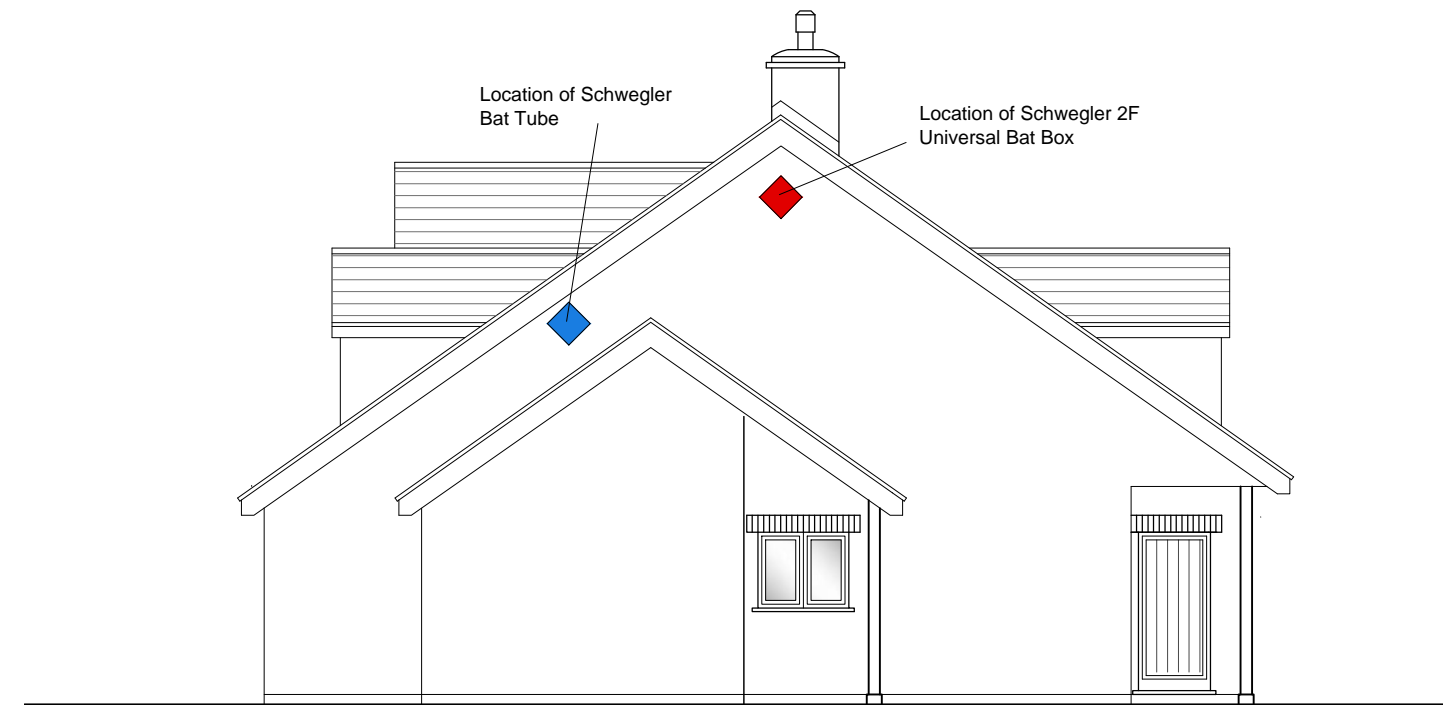 Location of Schwegler
Bat Tube
Location of Schwegler 2F
Universal Bat Box